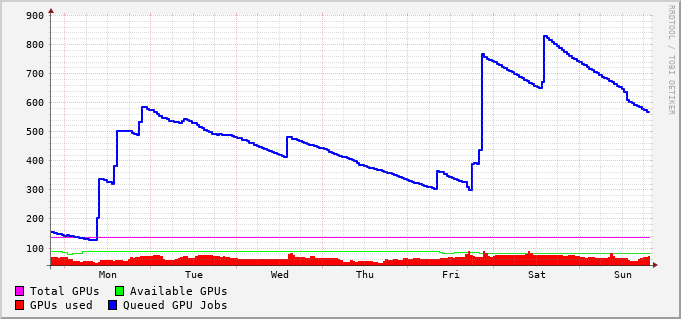 900
800
700
600
500
400
300
200
100
Mon Tue Wed Thu Fri Sat Sun
Total GPUs Available GPUs
GPUs used Queued GPU Jobs
RRDTOOL / TOBI OETIKER